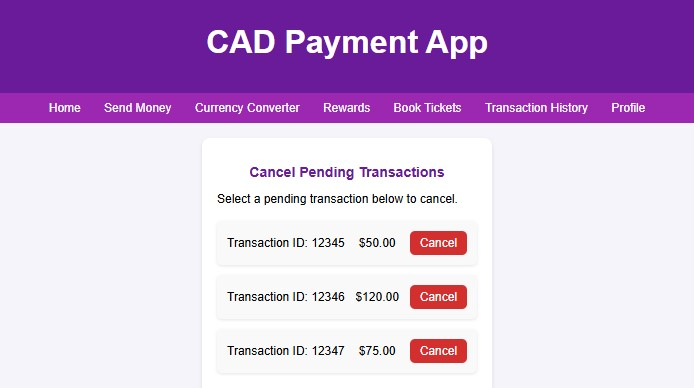 CAD Payment App
Home Send Money Currency Converter Rewards Book Tickets Transaction History Profile
Cancel Pending Transactions
Select a pending transaction below to cancel.
Transaction ID: 12345 $50.00 Cancel
Transaction ID: 12346 $120.00 Cancel
Transaction ID: 12347 $75.00 Cancel